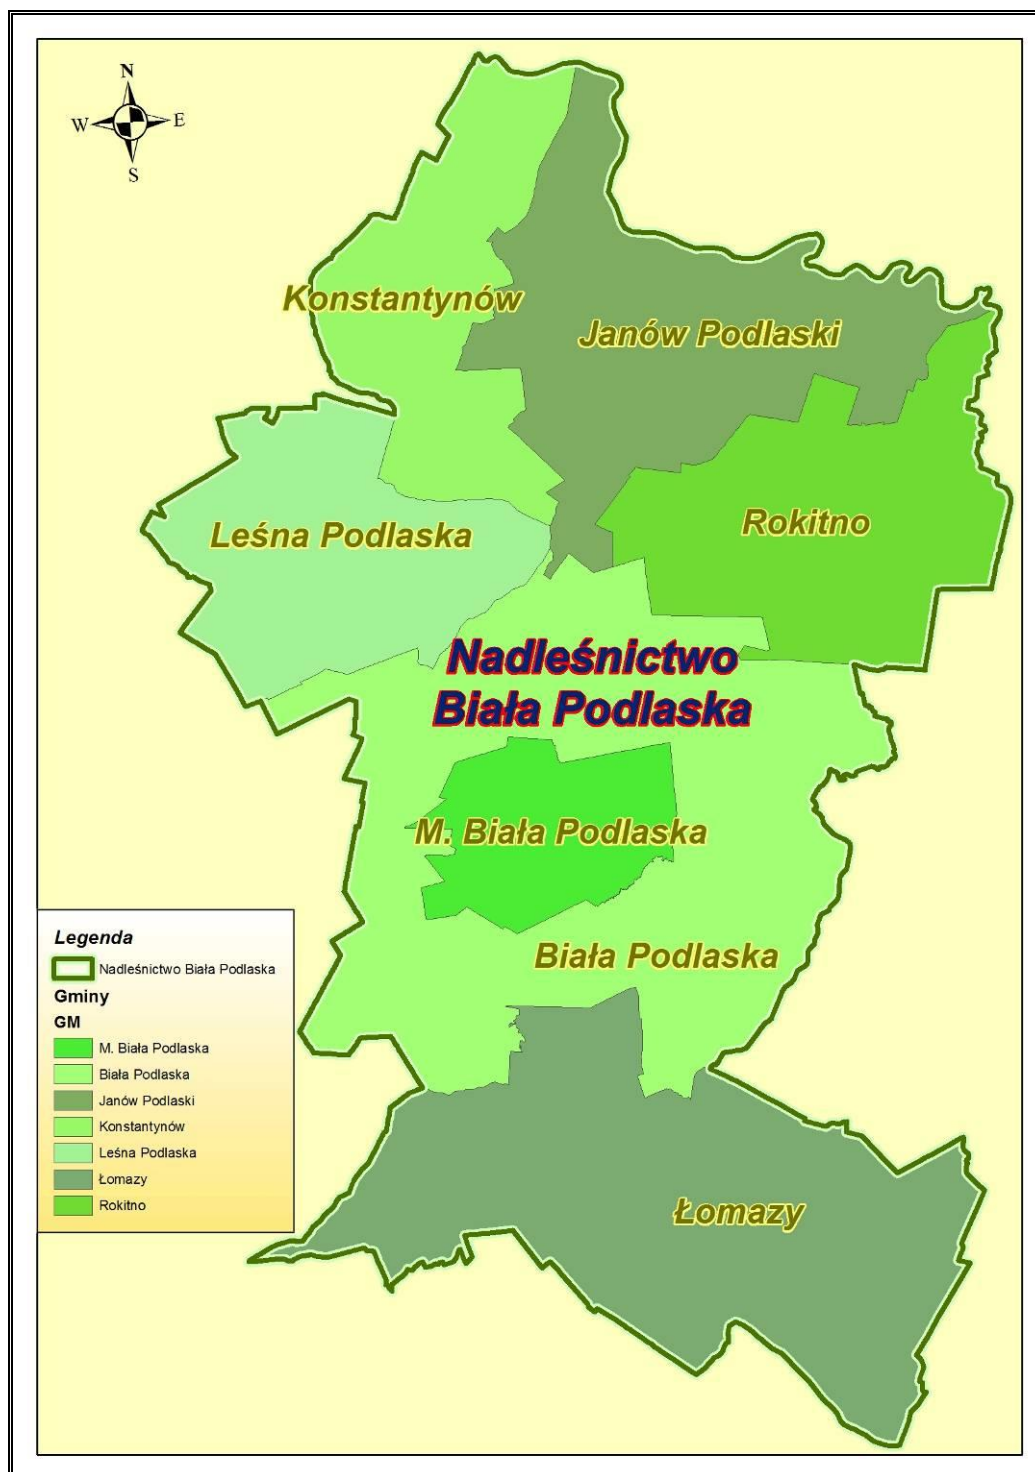 N
W E
S
Konstantynów
Janów Podlaski
Leśna Podlaska
Rokitno
Nadleśnictwo
Biała Podlaska
M. Biała Podlaska
Biała Podlaska
Łomazy
Legenda
Nadleśnictwo Biała Podlaska
Gminy
GM
M. Biała Podlaska
Biała Podlaska
Janów Podlaski
Konstantynów
Leśna Podlaska
Łomazy
Rokitno